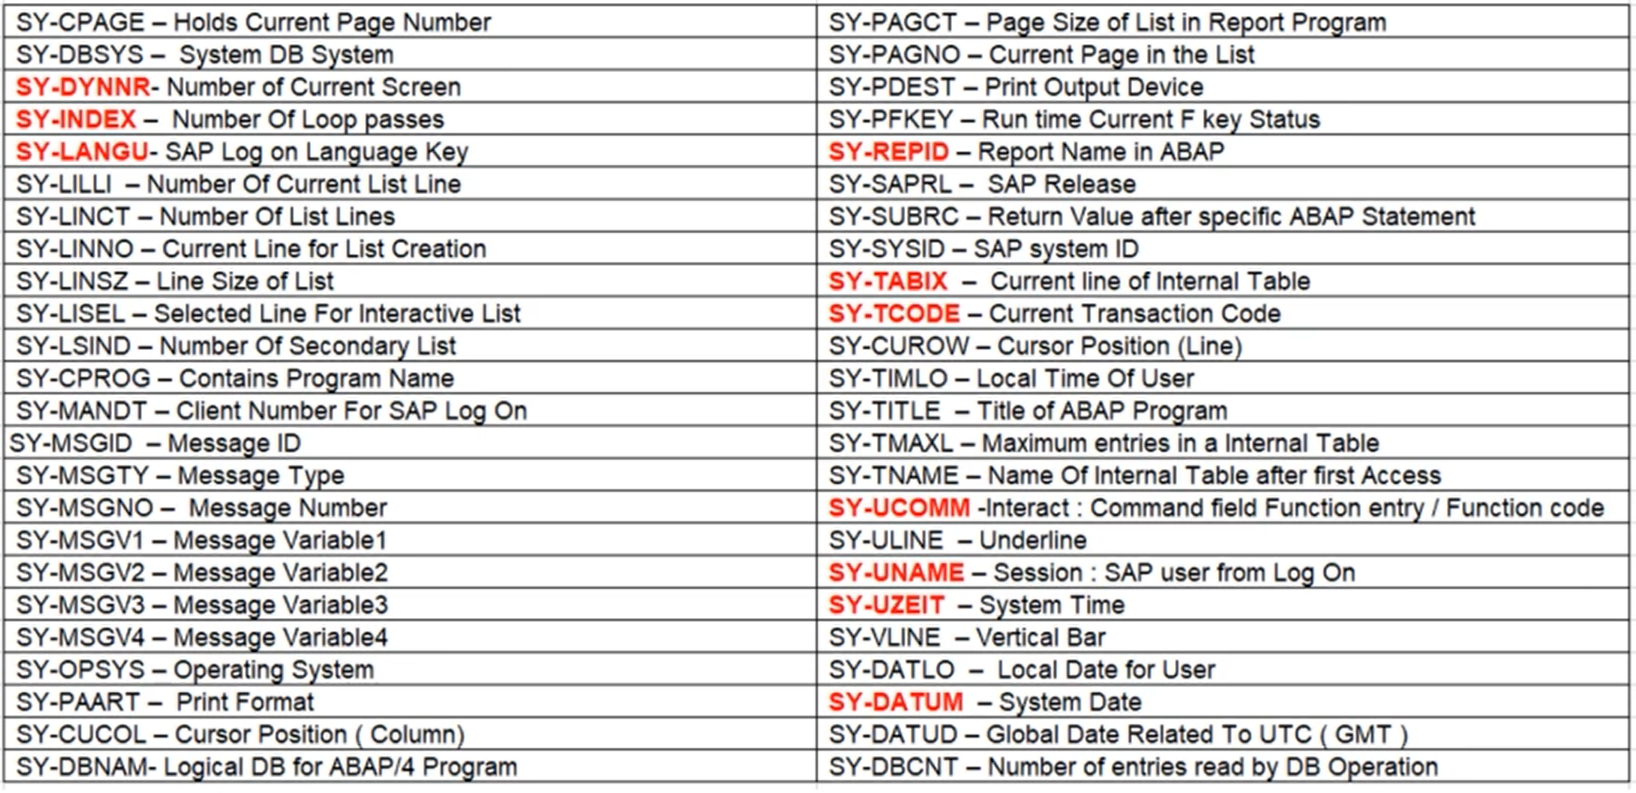 SY-CPAGE – Holds Current Page Number
SY-PAGCT – Page Size of List in Report Program
SY-DBSYS – System DB System
SY-PAGNO – Current Page in the List
SY-DYNNR- Number of Current Screen
SY-PDEST – Print Output Device
SY-INDEX – Number Of Loop passes
SY-PFKEY – Run time Current F key Status
SY-LANGU- SAP Log on Language Key
SY-REPID – Report Name in ABAP
SY-LILLI – Number Of Current List Line
SY-SAPRL – SAP Release
SY-LINCT – Number Of List Lines
SY-SUBRC – Return Value after specific ABAP Statement
SY-LINNO – Current Line for List Creation
SY-SYSID – SAP system ID
SY-LINSZ – Line Size of List
SY-TABIX – Current line of Internal Table
SY-LISEL – Selected Line For Interactive List
SY-TCODE – Current Transaction Code
SY-LSIND – Number Of Secondary List
SY-CUROW – Cursor Position (Line)
SY-CPROG – Contains Program Name
SY-TIMLO – Local Time Of User
SY-MANDT – Client Number For SAP Log On
SY-TITLE – Title of ABAP Program
SY-MSGID – Message ID
SY-TMAXL – Maximum entries in a Internal Table
SY-MSGTY – Message Type
SY-TNAME – Name Of Internal Table after first Access
SY-MSGNO – Message Number
SY-UCOMM -Interact : Command field Function entry / Function code
SY-MSGV1 – Message Variable1
SY-ULINE – Underline
SY-MSGV2 – Message Variable2
SY-UNAME – Session : SAP user from Log On
SY-MSGV3 – Message Variable3
SY-UZEIT – System Time
SY-MSGV4 – Message Variable4
SY-VLINE – Vertical Bar
SY-OPSYS – Operating System
SY-DATLO – Local Date for User
SY-PAART – Print Format
SY-DATUM – System Date
SY-CUCOL – Cursor Position ( Column)
SY-DATUD – Global Date Related To UTC ( GMT )
SY-DBNAM- Logical DB for ABAP/4 Program
SY-DBCNT – Number of entries read by DB Operation